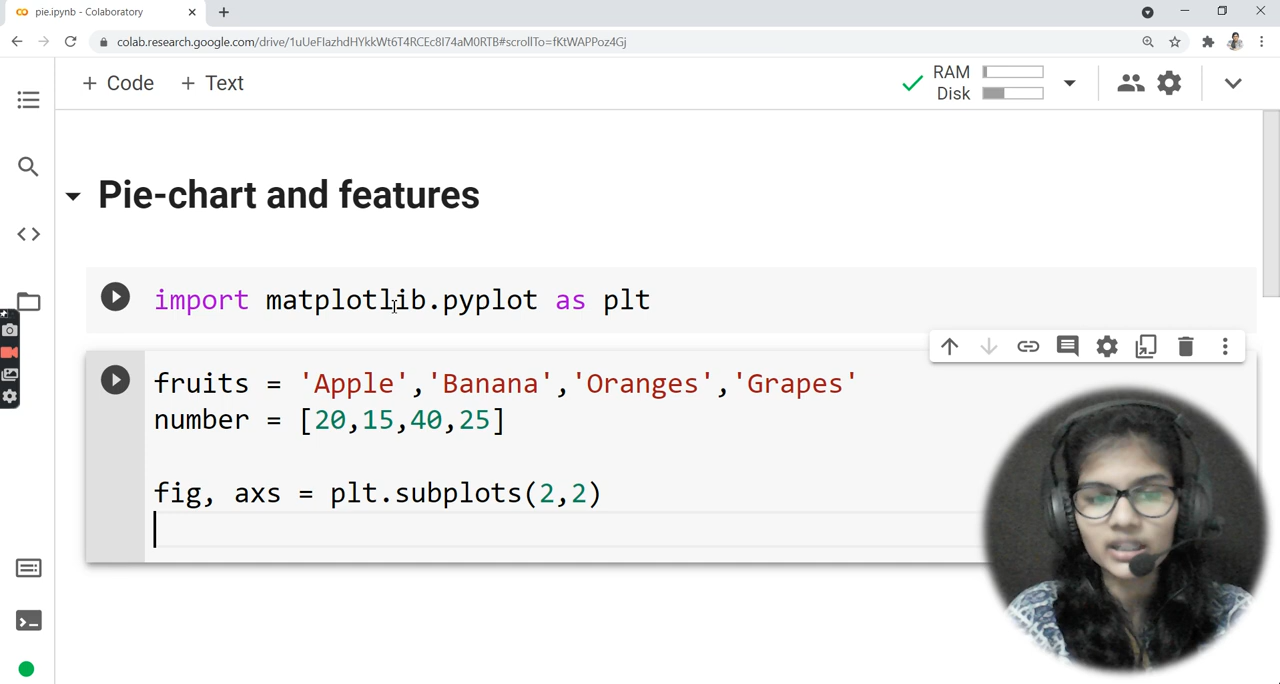 pie.ipynb - Colaboratory
colab.research.google.com/drive/1uUeFIazhdHYkkWt6T4RCEc8I74aM0RTB#scrollTo=fKtWAPPoz4Gj
+ Code + Text
RAM
Disk
Pie-chart and features
import matplotlib.pyplot as plt
fruits = 'Apple','Banana','Oranges','Grapes'
number = [20,15,40,25]
fig, axs = plt.subplots(2,2)